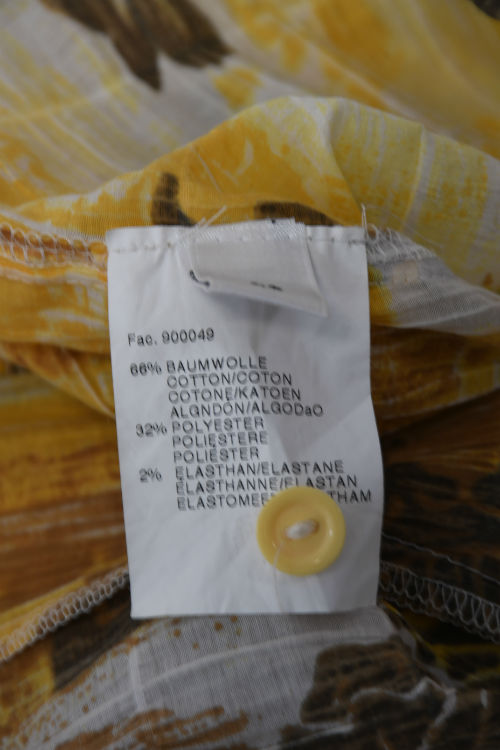 Fac. 900049
66% BAUMWOLLE
COTTON/COTON
COTONE/KATOEN
ALGNDON/ALGODaO
32% POLYESTER
POLIESTERE
POLIÉSTER
2% ELASTHAN/ELASTANE
ELASTHANNE/ELASTAN